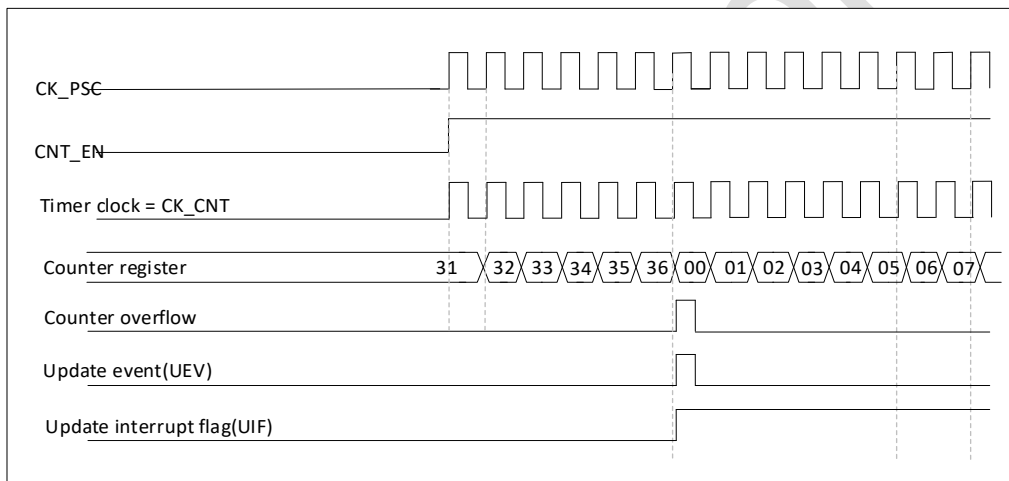 CK_PSC
CNT_EN
Timer clock = CK_CNT
Counter register 31 32 33 34 35 36 00 01 02 03 04 05 06 07
Counter overflow
Update event(UEV)
Update interrupt flag(UIF)